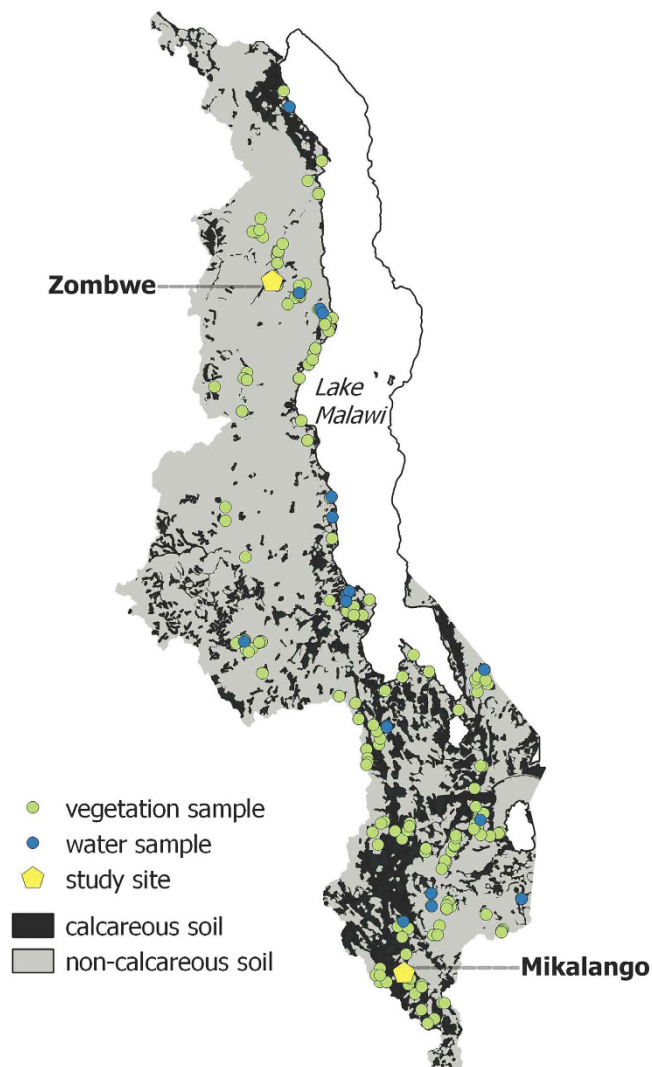 Zombwe
Lake
Malawi
vegetation sample
water sample
study site
calcareous soil
non-calcareous soil
Mikalango